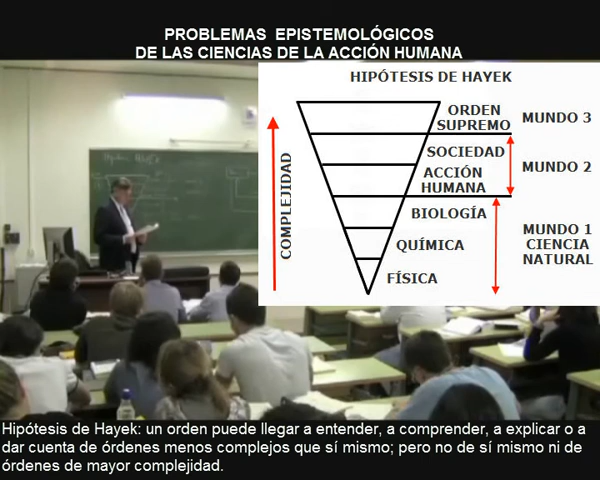 PROBLEMAS EPISTEMOLÓGICOS
DE LAS CIENCIAS DE LA ACCIÓN HUMANA
HIPÓTESIS DE HAYEK
COMPLEJIDAD
ORDEN
SUPREMO
MUNDO 3
SOCIEDAD
ACCIÓN
HUMANA
MUNDO 2
BIOLOGÍA
QUÍMICA
FÍSICA
MUNDO 1
CIENCIA
NATURAL
Hipótesis de Hayek: un orden puede llegar a entender, a comprender, a explicar o a
dar cuenta de órdenes menos complejos que sí mismo; pero no de sí mismo ni de
órdenes de mayor complejidad.